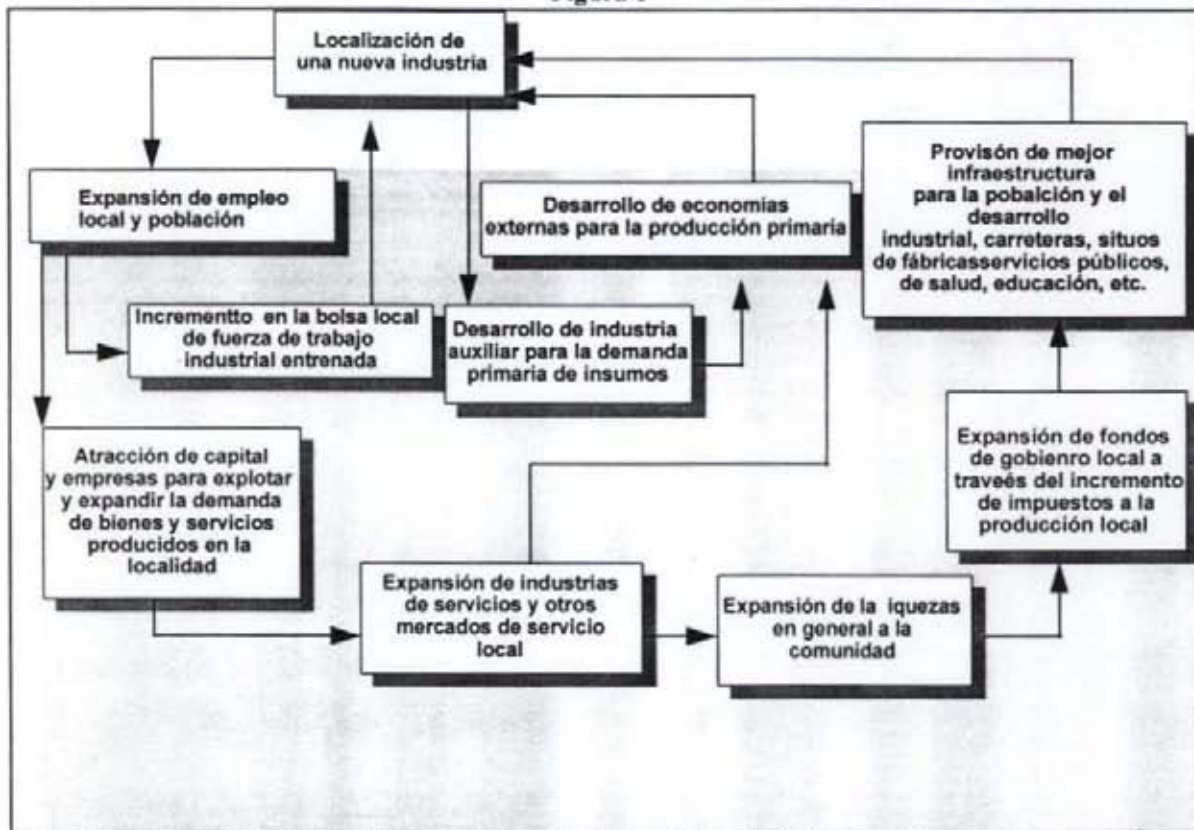 Localización de
una nueva industria
Expansión de empleo
local y población
Desarrollo de economías
externas para la producción primaria
Provisón de mejor
infraestructura
para la pobalción y el
desarrollo
industrial, carreteras, situos
de fábricasservicios públicos,
de salud, educación, etc.
Incrementto en la bolsa local
de fuerza de trabajo
industrial entrenada
Desarrollo de industria
auxiliar para la demanda
primaria de insumos
Atracción de capital
y empresas para explotar
y expandir la demanda
de bienes y servicios
producidos en la
localidad
Expansión de fondos
de gobienro local a
traveés del incremento
de impuestos a la
producción local
Expansión de industrias
de servicios y otros
mercados de servicio
local
Expansión de la iquezas
en general a la
comunidad